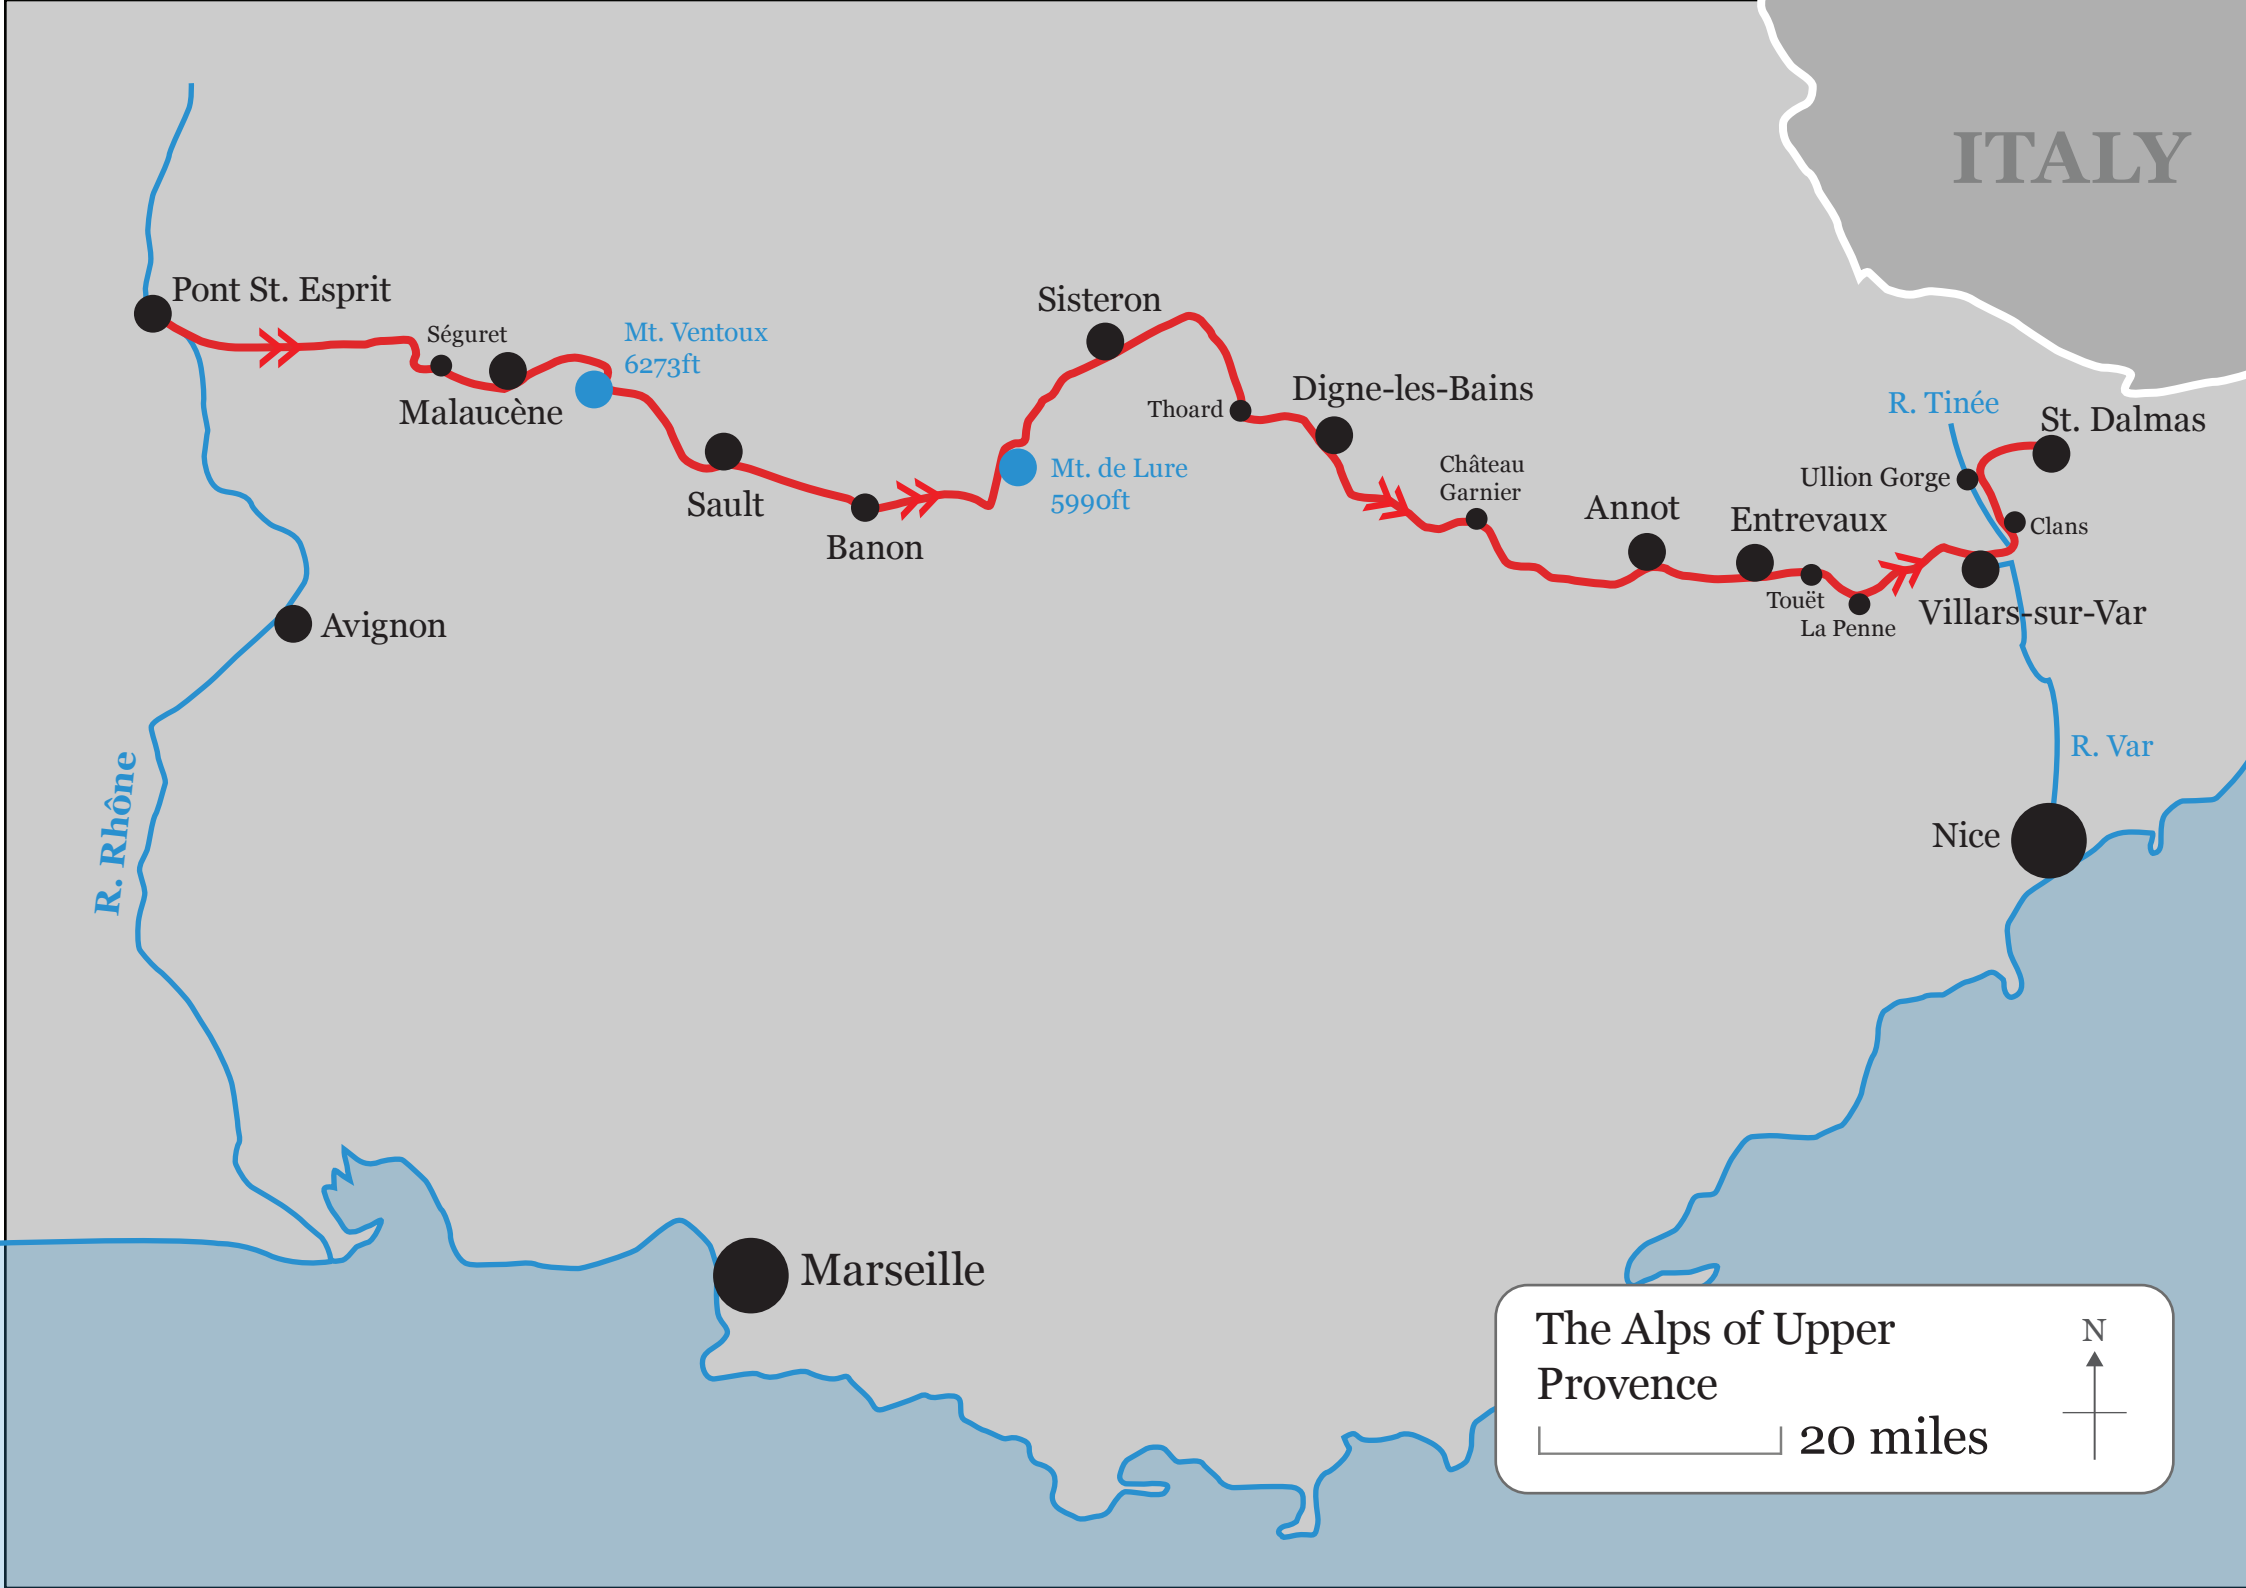 ITALY
Pont St. Esprit
Séguret
Malaucène
Mt. Ventoux
6273ft
Sault
Banon
Sisteron
Mt. de Lure
5990ft
Thoard
Digne-les-Bains
Château
Garnier
Annot
Entrevaux
Touët
La Penne
Villars-sur-Var
R. Tinée
St. Dalmas
Ullion Gorge
Clans
Avignon
R. Rhône
R. Var
Nice
Marseille
The Alps of Upper
Provence
20 miles
N